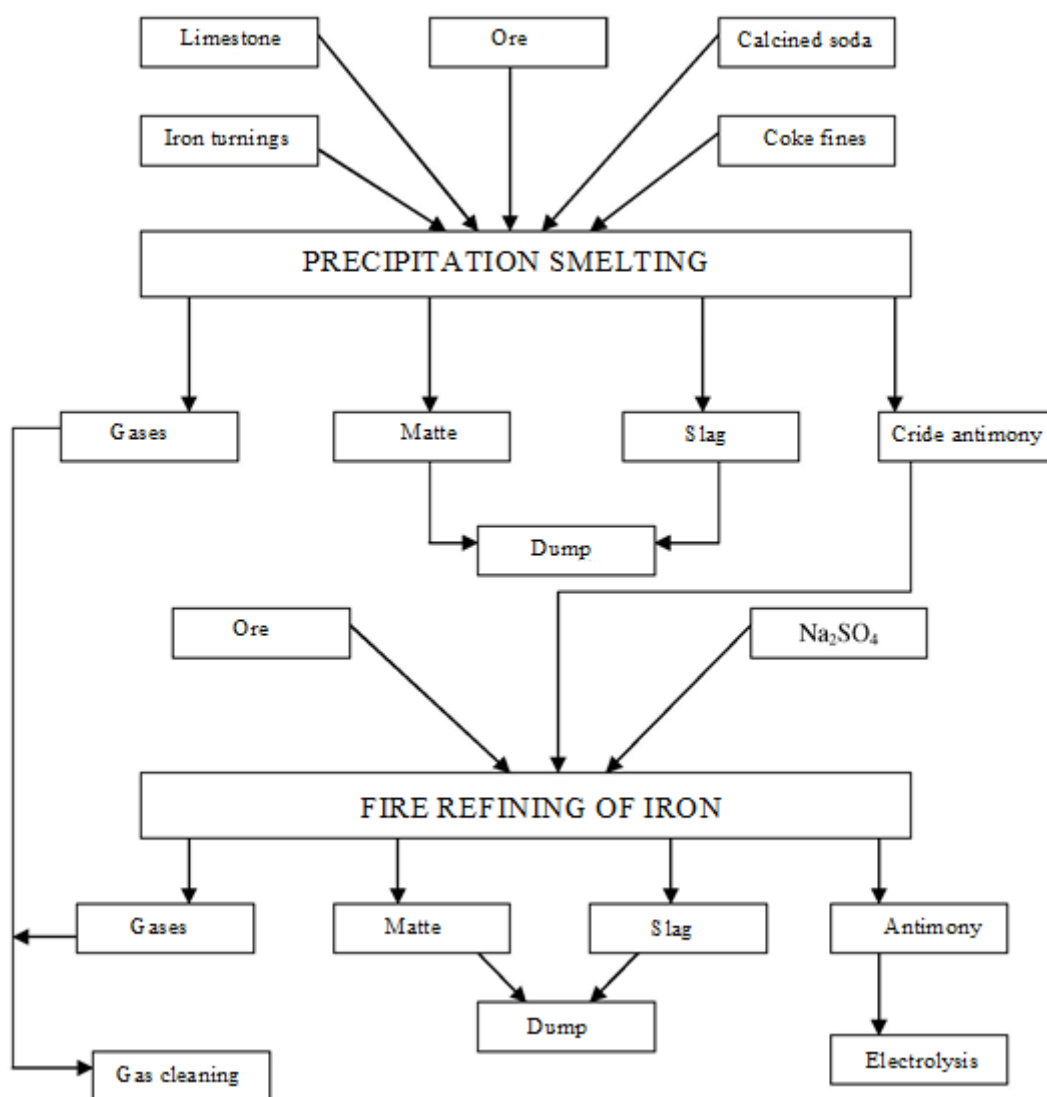 Limestone
Ore
Calcined soda
Iron turnings
Coke fines
PRECIPITATION SMELTING
Gases
Matte
Slag
Cride antimony
Dump
Ore
Na₂SO₄
FIRE REFINING OF IRON
Gases
Matte
Slag
Antimony
Dump
Electrolysis
Gas cleaning